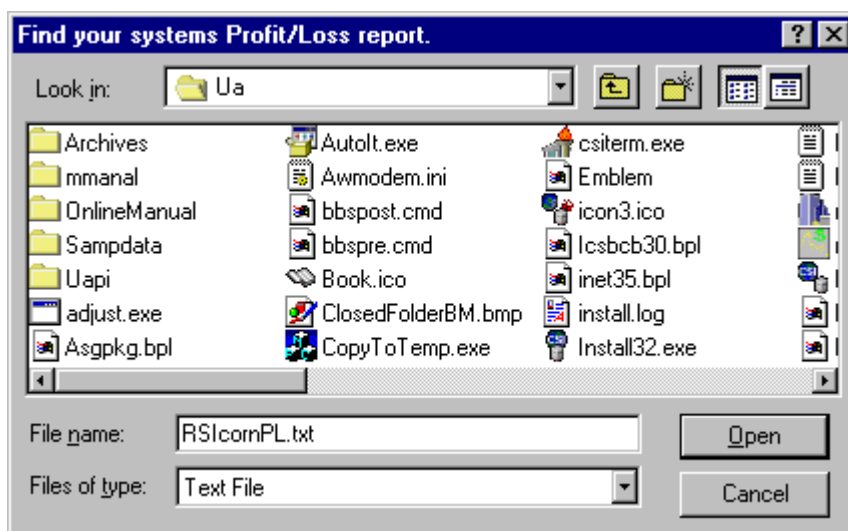 Find your systems Profit/Loss report.
Look in: Ua
Archives AutoIt.exe csiterm.exe
mmanal Awmodem.ini Emblem
OnlineManual bbspost.cmd icon3.ico
Sampdata bbspre.cmd Icsbcb30.bpl
Uapi Book.ico inet35.bpl
adjust.exe ClosedFolderBM.bmp install.log
Asgpkg.bpl CopyToTemp.exe Install32.exe
File name: RSIcornPL.txt Open
Files of type: Text File Cancel